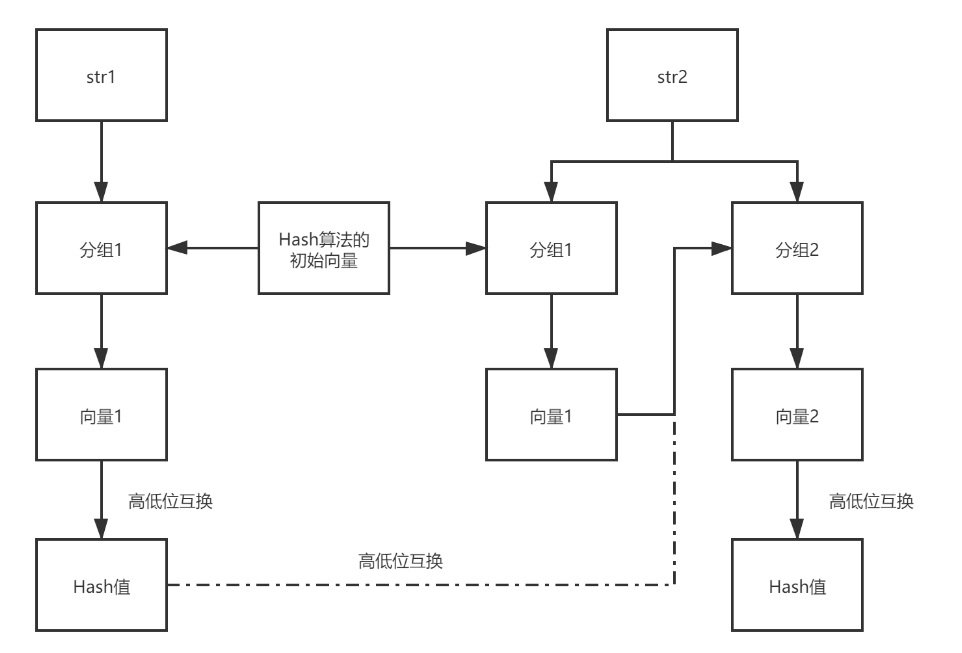 str1
str2
分组1
Hash算法的
初始向量
分组1
分组2
向量1
向量1
向量2
高低位互换
高低位互换
高低位互换
Hash值
Hash值